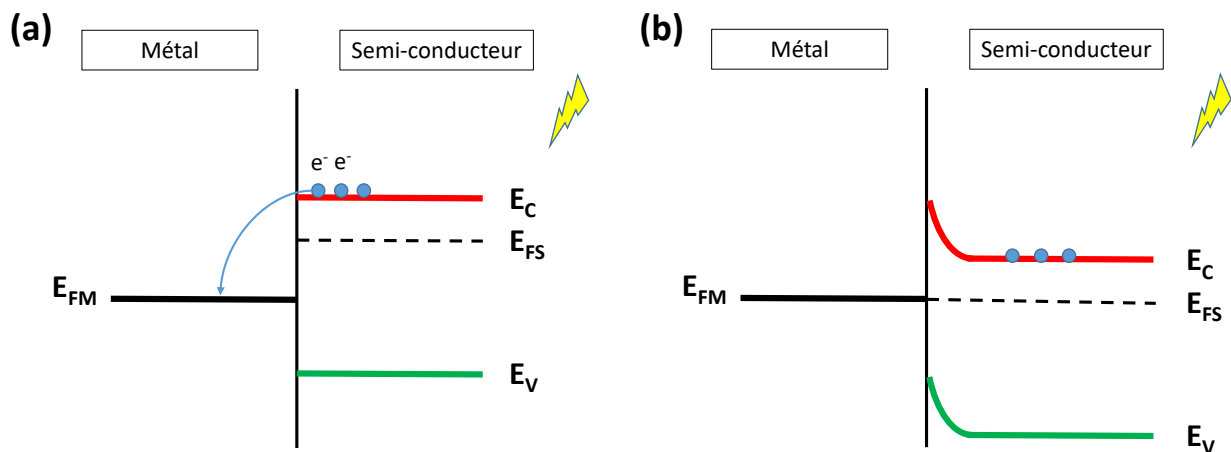 (a)
Métal
Semi-conducteur
e- e-
E_C
E_FS
E_FM
E_V
(b)
Métal
Semi-conducteur
E_C
E_FM
E_FS
E_V